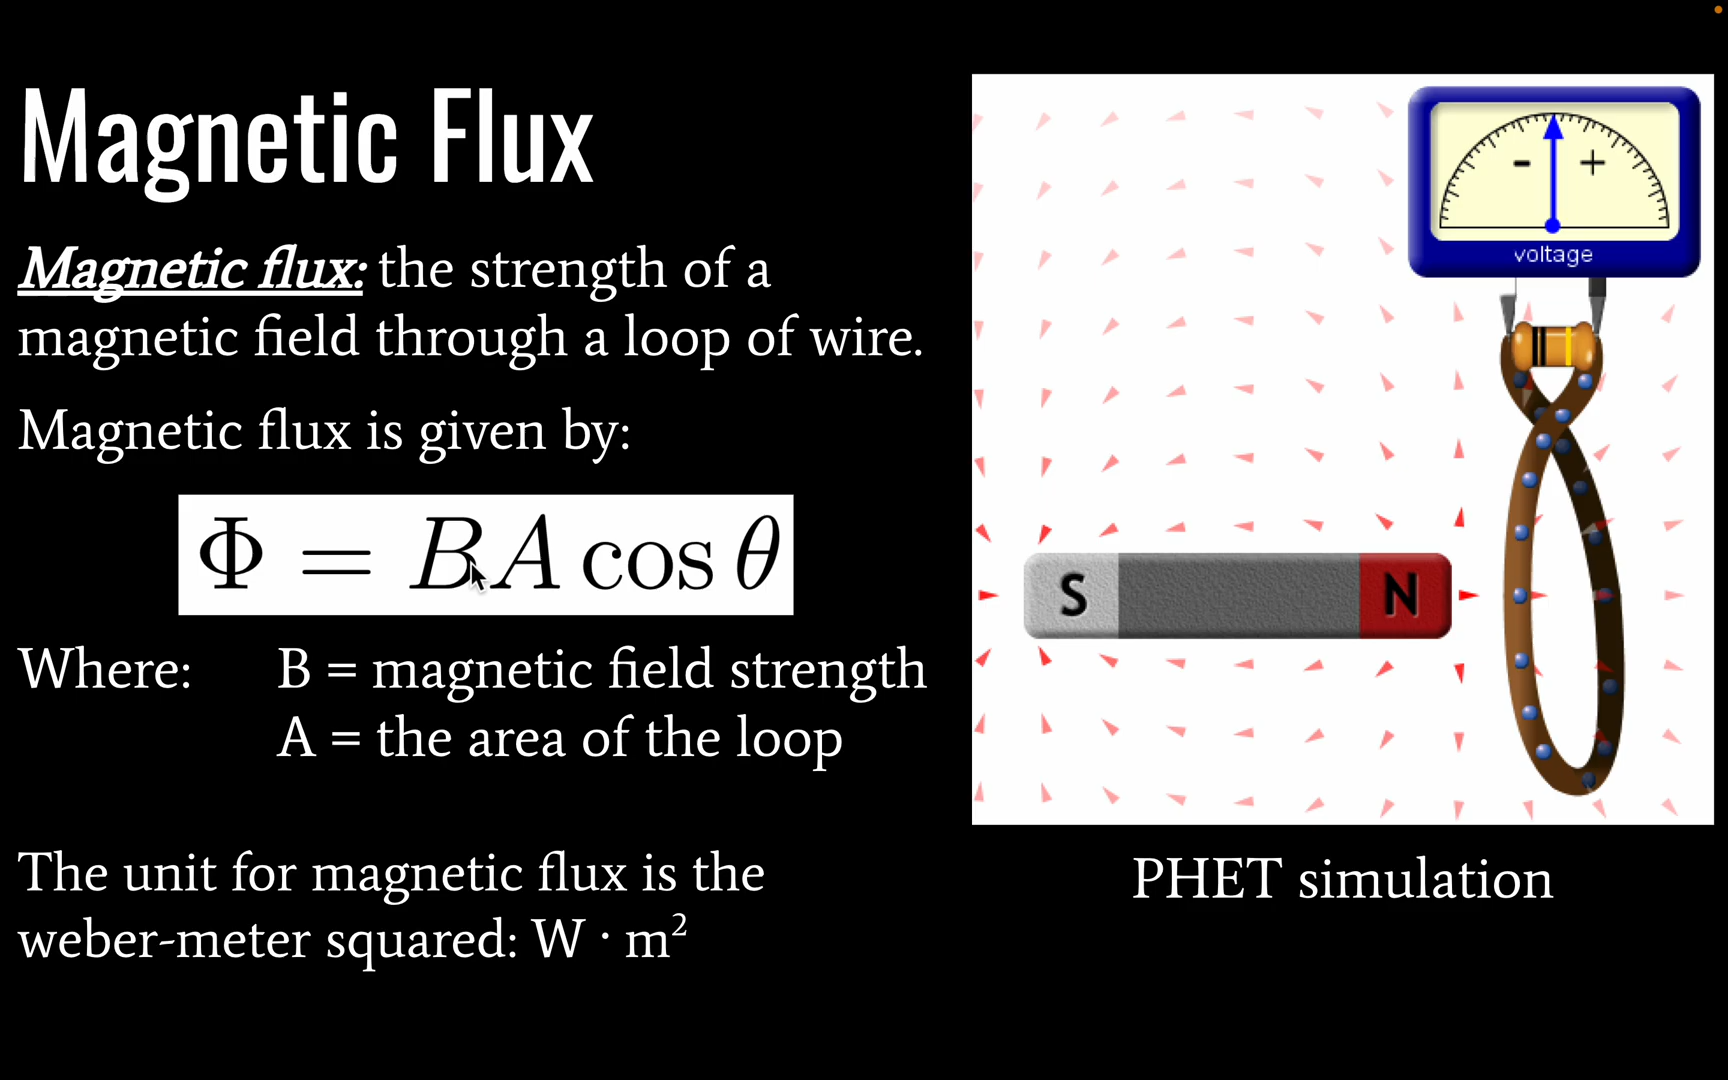 Magnetic Flux
Magnetic flux: the strength of a
magnetic field through a loop of wire.
Magnetic flux is given by:
Φ = BA cos θ
Where: B = magnetic field strength
A = the area of the loop
The unit for magnetic flux is the
weber-meter squared: W · m²
- +
voltage
S N
PHET simulation